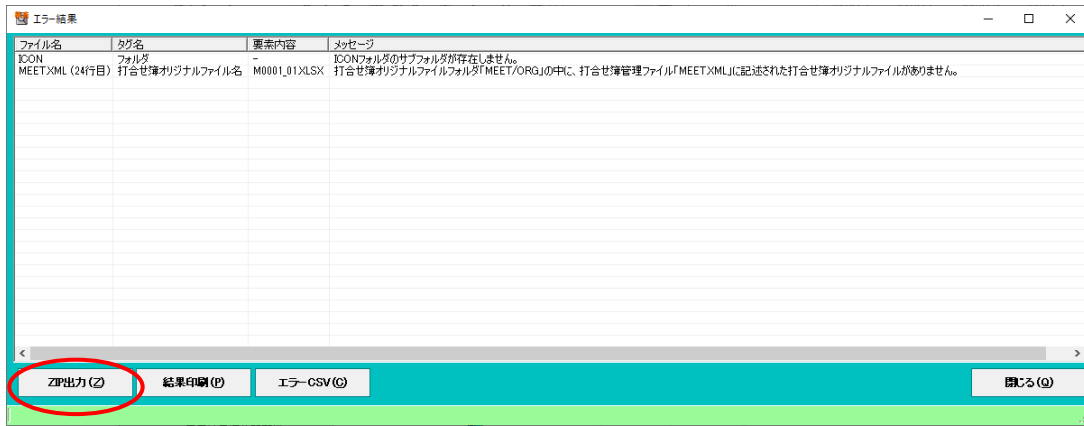 エラー結果
ファイル名 タグ名 要素内容 メッセージ
ICON フォルダ - ICONフォルダのサブフォルダが存在しません。
MEET.XML (24行目) 打合せ簿オリジナルファイル名 M0001_01.XLSX 打合せ簿オリジナルファイルフォルダ「MEET/ORG」の中に、打合せ簿管理ファイル「MEET.XML」に記述された打合せ簿オリジナルファイルがありません。
ZIP出力(Z) 結果印刷(P) エラーCSV(C) 閉じる(Q)